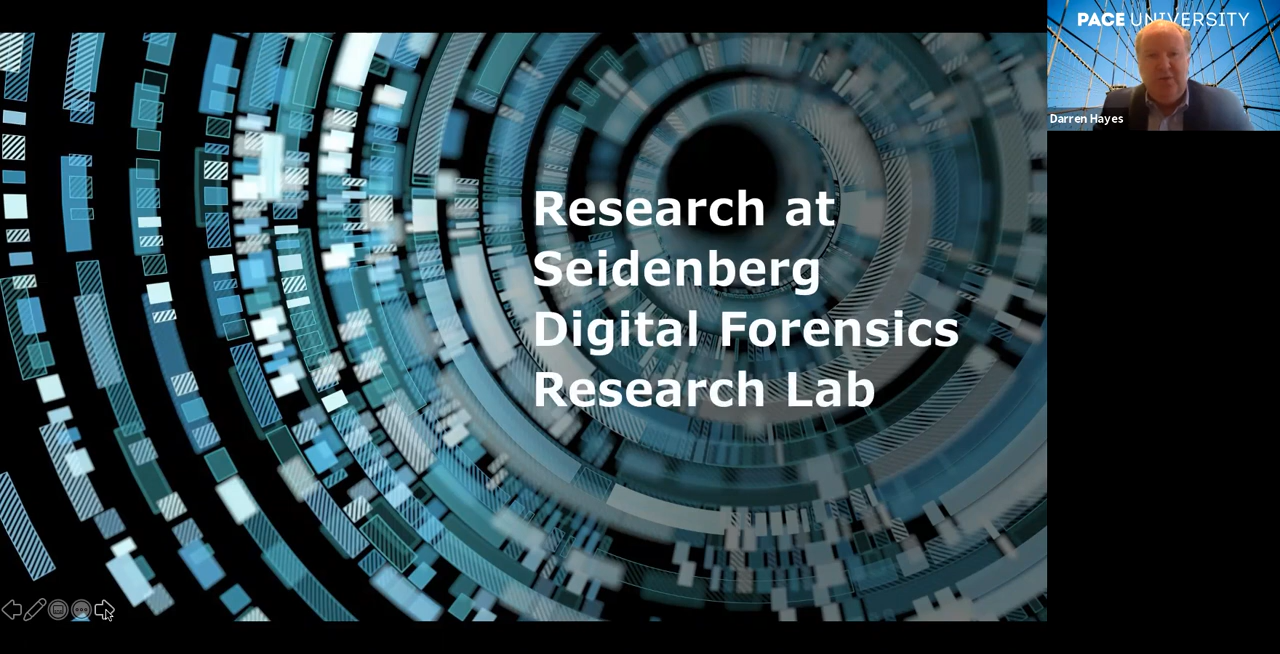 PACE UNIVERSITY
Darren Hayes
Research at
Seidenberg
Digital Forensics
Research Lab